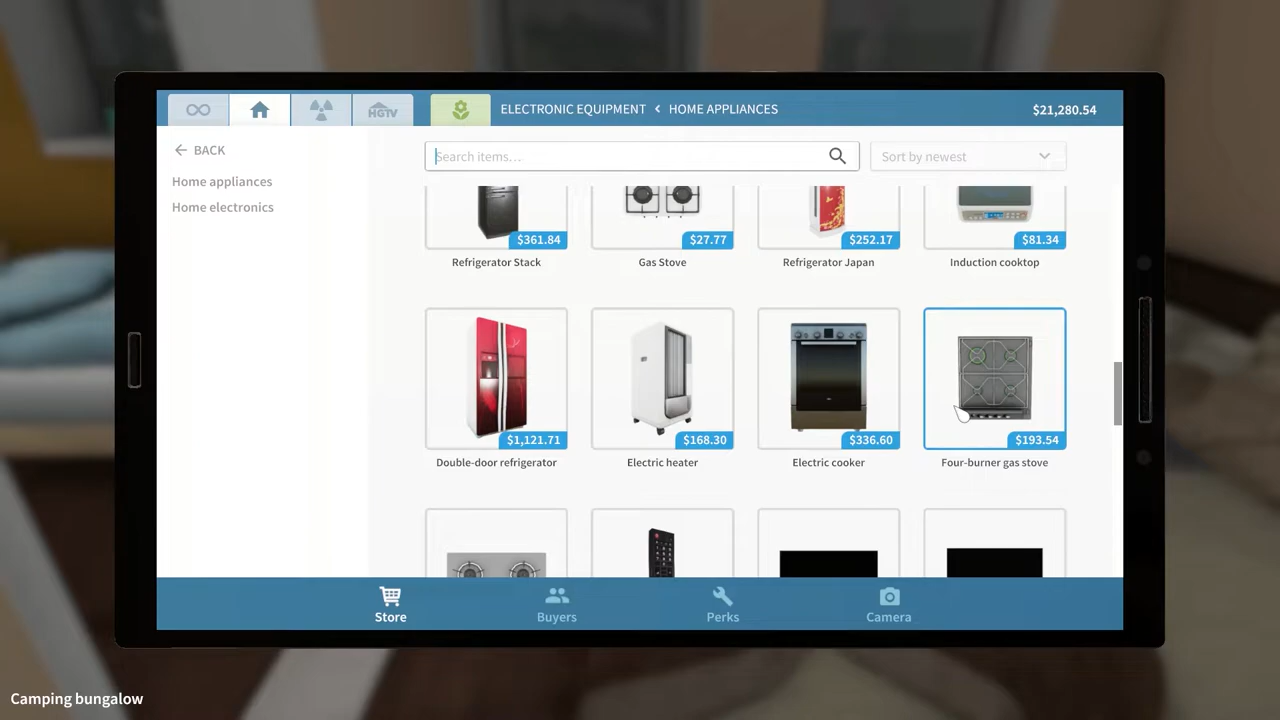 HGTV
ELECTRONIC EQUIPMENT < HOME APPLIANCES
$21,280.54
BACK
Search items...
Sort by newest
Home appliances
Home electronics
$361.84
$27.77
$252.17
$81.34
Refrigerator Stack
Gas Stove
Refrigerator Japan
Induction cooktop
$1,121.71
$168.30
$336.60
$193.54
Double-door refrigerator
Electric heater
Electric cooker
Four-burner gas stove
Store
Buyers
Perks
Camera
Camping bungalow